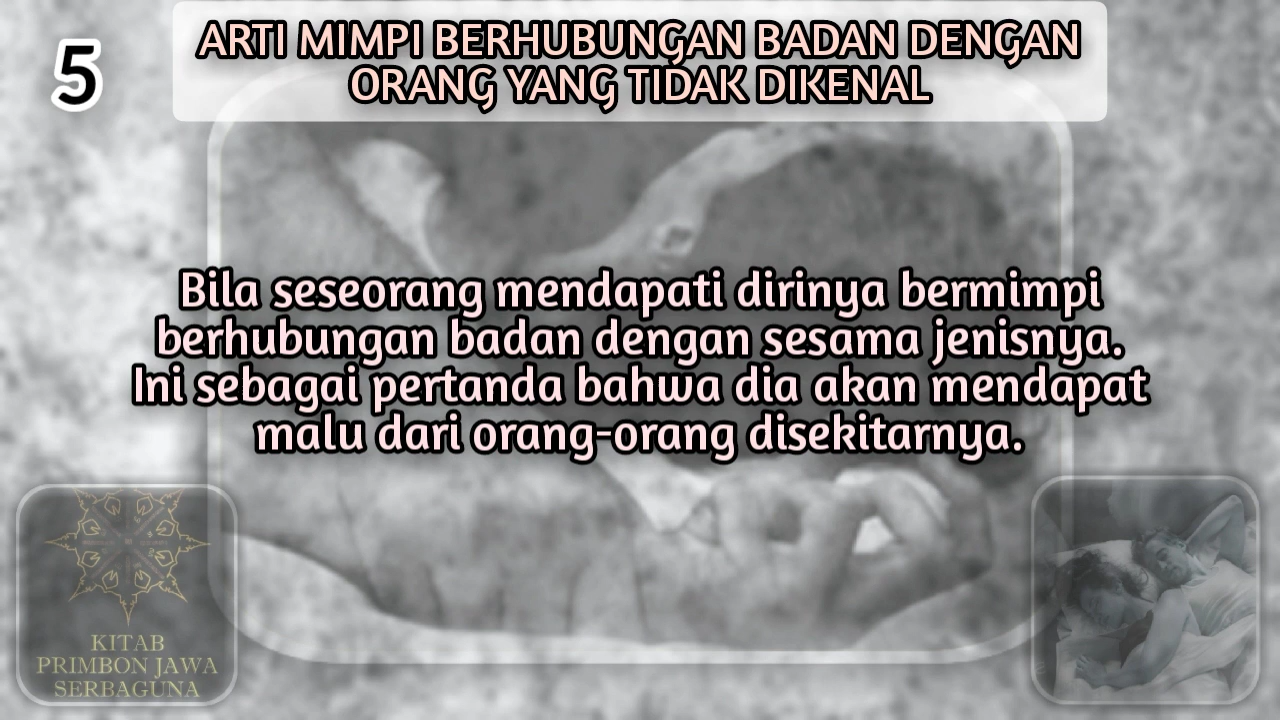 5
ARTI MIMPI BERHUBUNGAN BADAN DENGAN
ORANG YANG TIDAK DIKENAL
Bila seseorang mendapati dirinya bermimpi
berhubungan badan dengan sesama jenisnya.
Ini sebagai pertanda bahwa dia akan mendapat
malu dari orang-orang disekitarnya.
KITAB
PRIMBON JAWA
SERBAGUNA